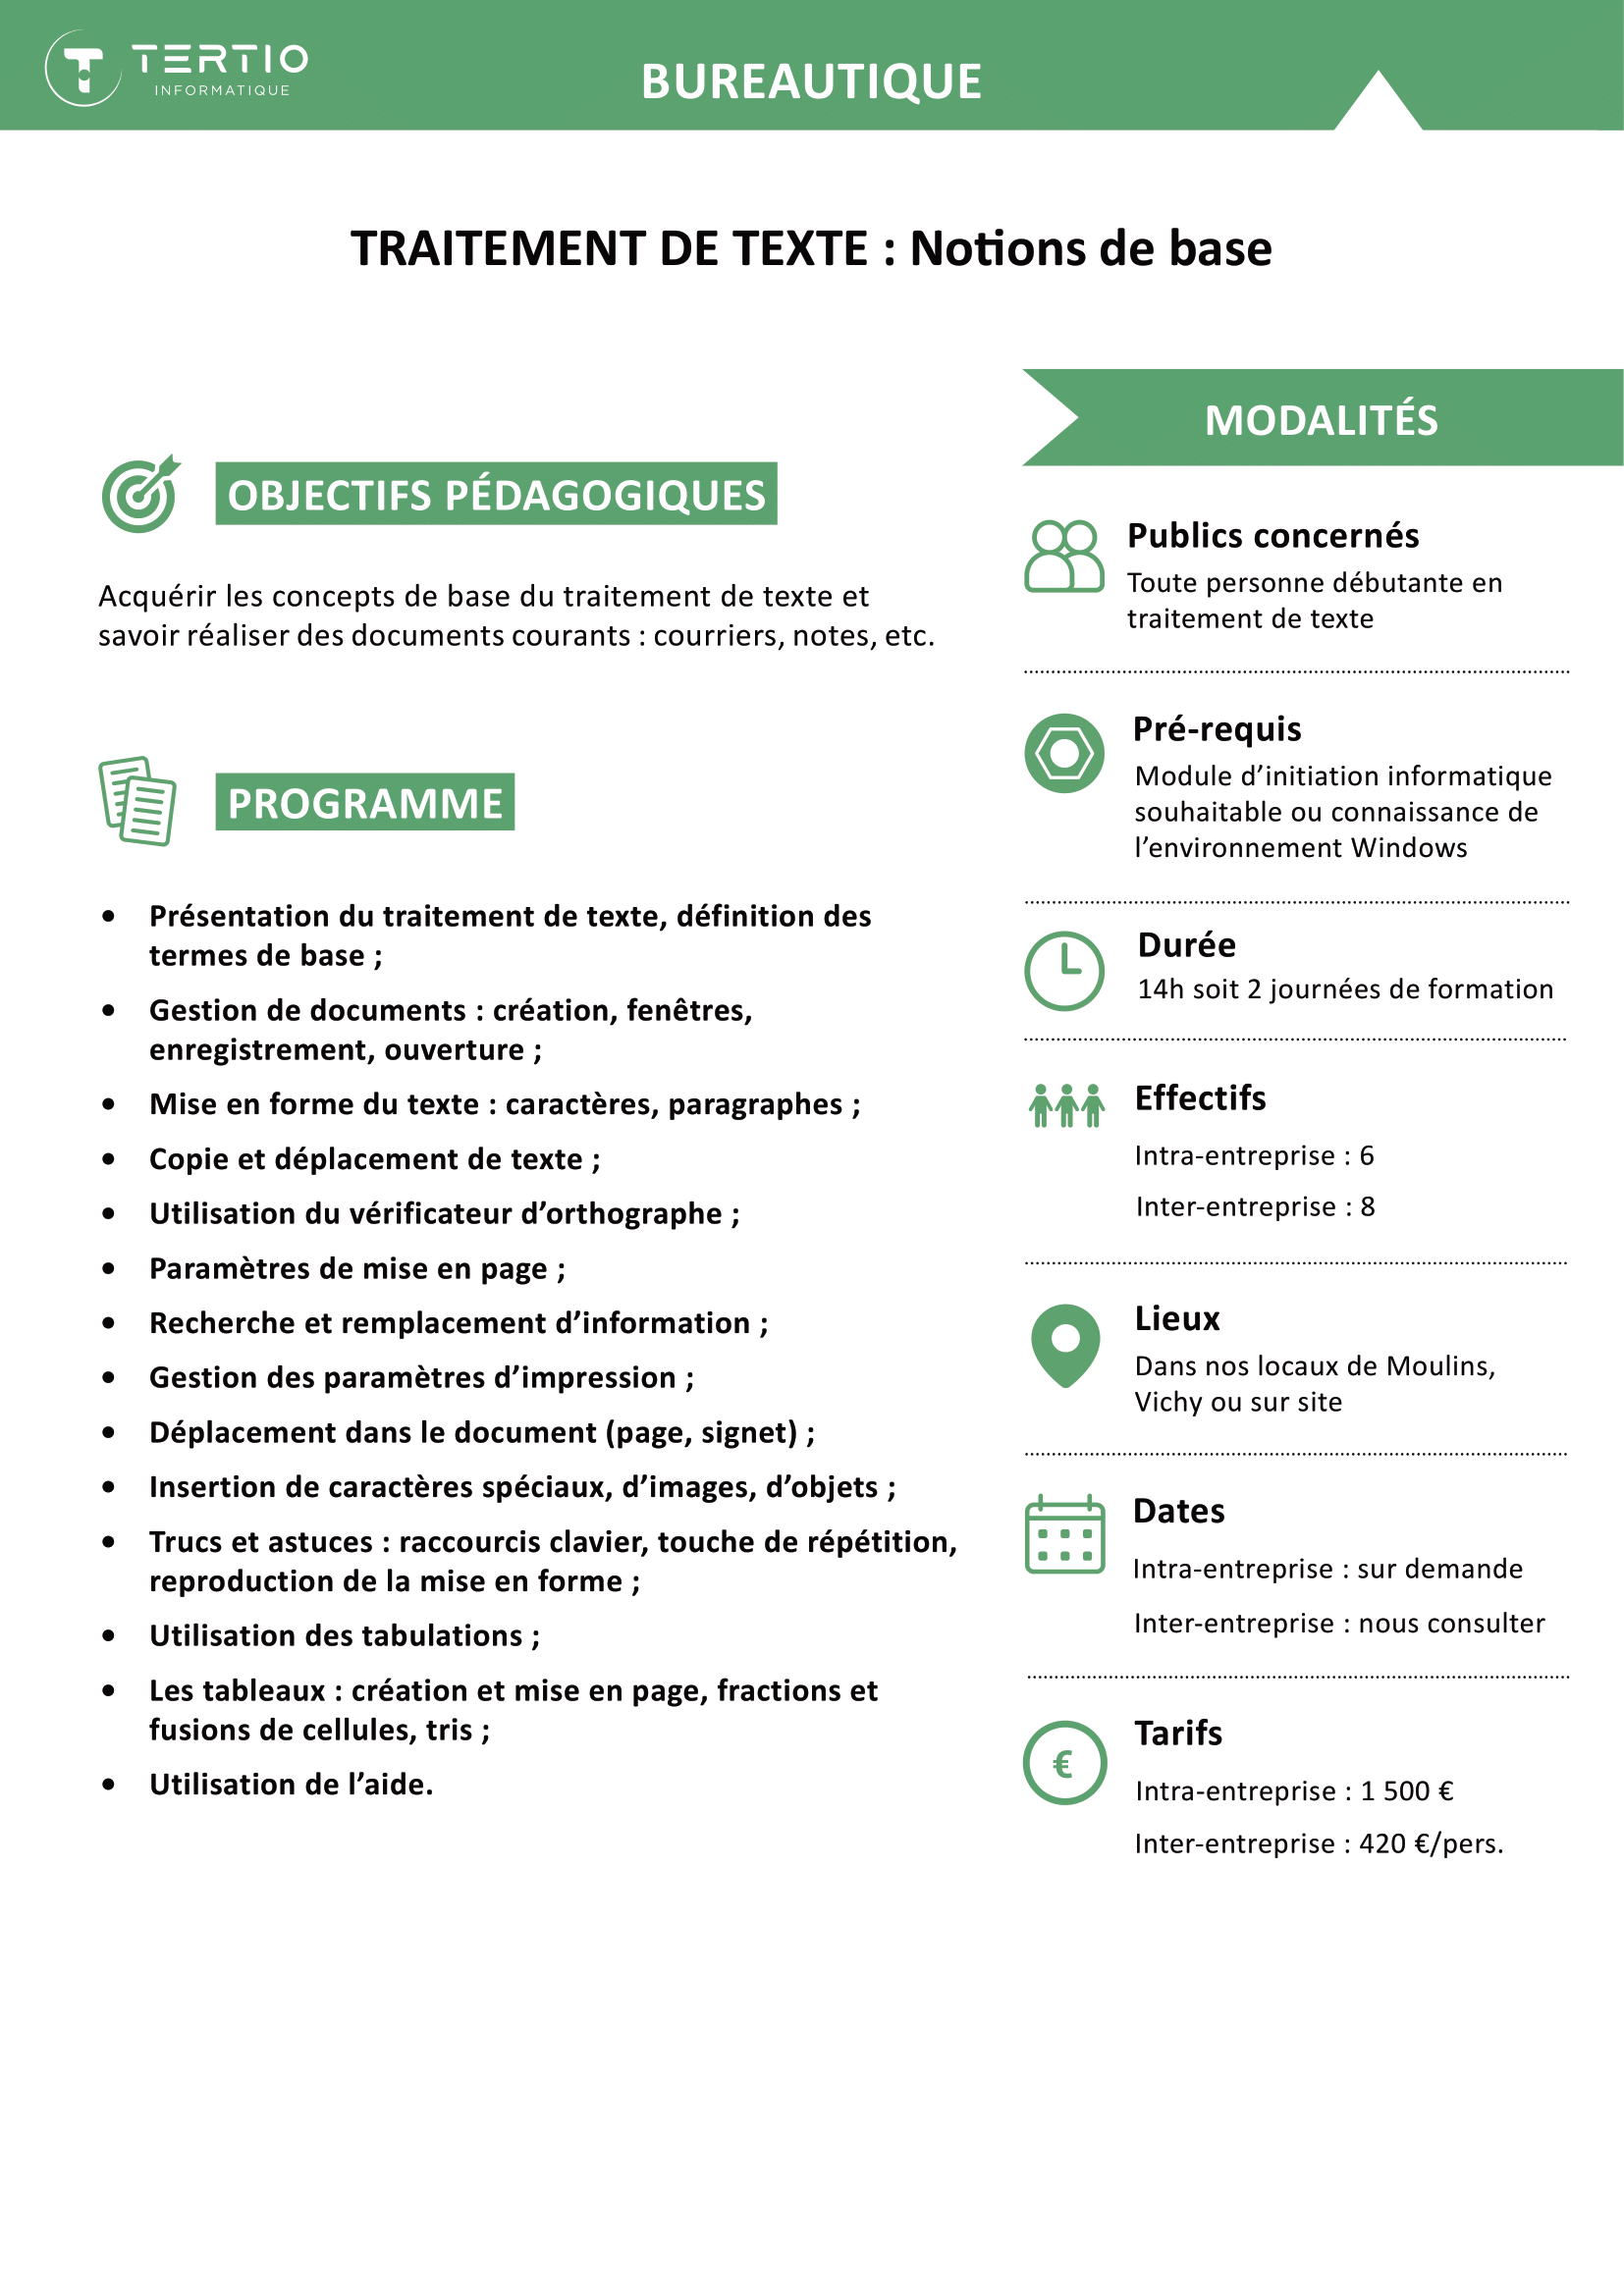 TERTIO
INFORMATIQUE
BUREAUTIQUE
TRAITEMENT DE TEXTE : Notions de base
OBJECTIFS PÉDAGOGIQUES
Acquérir les concepts de base du traitement de texte et
savoir réaliser des documents courants : courriers, notes, etc.
PROGRAMME
• Présentation du traitement de texte, définition des
termes de base ;
• Gestion de documents : création, fenêtres,
enregistrement, ouverture ;
• Mise en forme du texte : caractères, paragraphes ;
• Copie et déplacement de texte ;
• Utilisation du vérificateur d’orthographe ;
• Paramètres de mise en page ;
• Recherche et remplacement d’information ;
• Gestion des paramètres d’impression ;
• Déplacement dans le document (page, signet) ;
• Insertion de caractères spéciaux, d’images, d’objets ;
• Trucs et astuces : raccourcis clavier, touche de répétition,
reproduction de la mise en forme ;
• Utilisation des tabulations ;
• Les tableaux : création et mise en page, fractions et
fusions de cellules, tris ;
• Utilisation de l’aide.
MODALITÉS
Publics concernés
Toute personne débutante en
traitement de texte
Pré-requis
Module d’initiation informatique
souhaitable ou connaissance de
l’environnement Windows
Durée
14h soit 2 journées de formation
Effectifs
Intra-entreprise : 6
Inter-entreprise : 8
Lieux
Dans nos locaux de Moulins,
Vichy ou sur site
Dates
Intra-entreprise : sur demande
Inter-entreprise : nous consulter
€
Tarifs
Intra-entreprise : 1 500 €
Inter-entreprise : 420 €/pers.